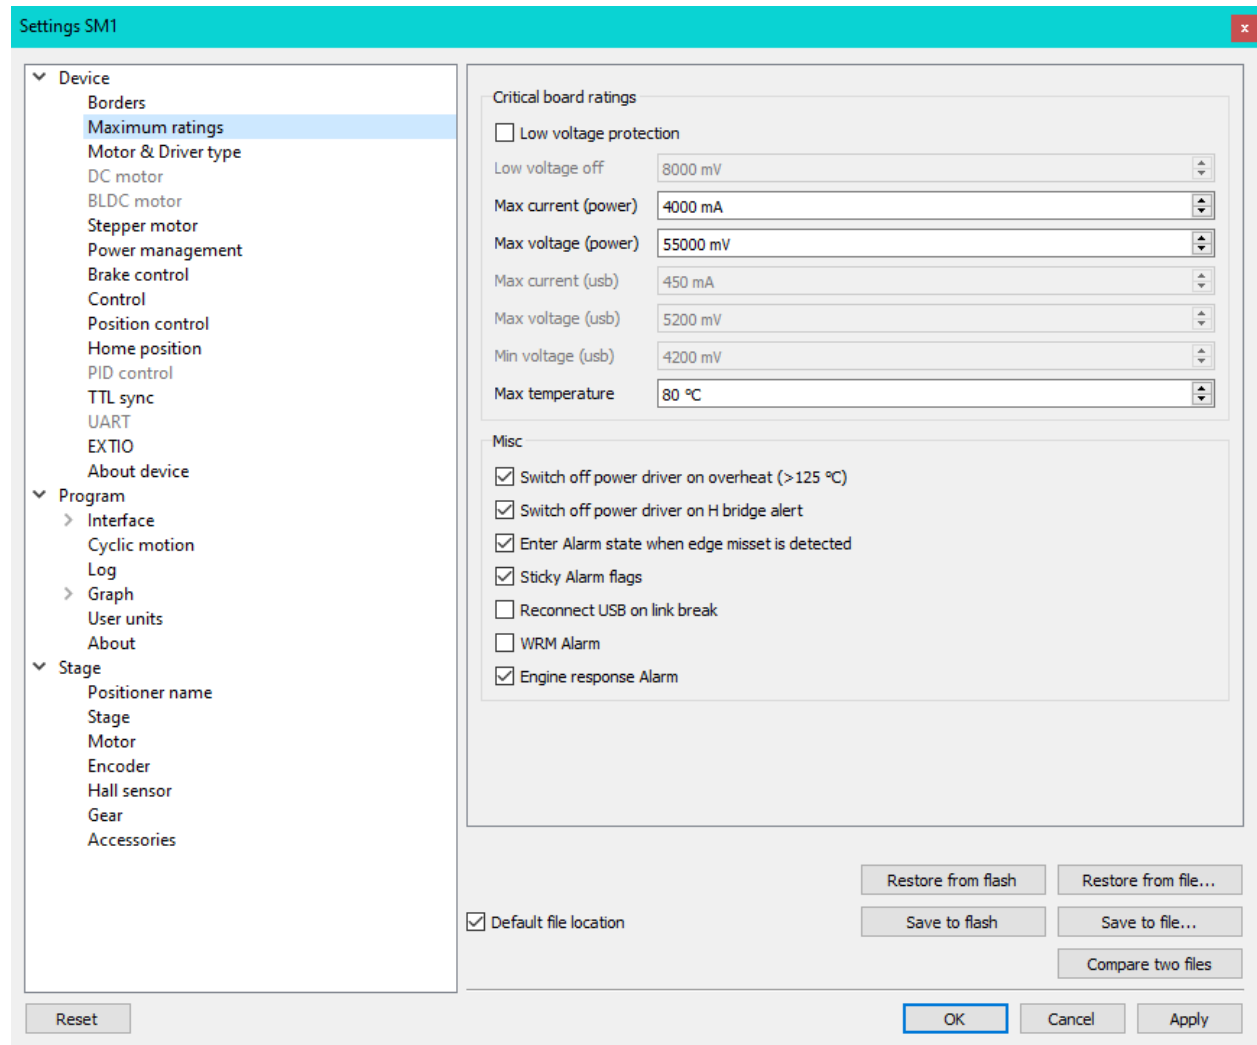 Settings SM1
x
Device
Borders
Maximum ratings
Motor & Driver type
DC motor
BLDC motor
Stepper motor
Power management
Brake control
Control
Position control
Home position
PID control
TTL sync
UART
EXTIO
About device
Program
Interface
Cyclic motion
Log
Graph
User units
About
Stage
Positioner name
Stage
Motor
Encoder
Hall sensor
Gear
Accessories
Critical board ratings
Low voltage protection
Low voltage off 8000 mV
Max current (power) 4000 mA
Max voltage (power) 55000 mV
Max current (usb) 450 mA
Max voltage (usb) 5200 mV
Min voltage (usb) 4200 mV
Max temperature 80 °C
Misc
Switch off power driver on overheat (>125 °C)
Switch off power driver on H bridge alert
Enter Alarm state when edge misset is detected
Sticky Alarm flags
Reconnect USB on link break
WRM Alarm
Engine response Alarm
Restore from flash Restore from file...
Default file location Save to flash Save to file...
Compare two files
Reset OK Cancel Apply